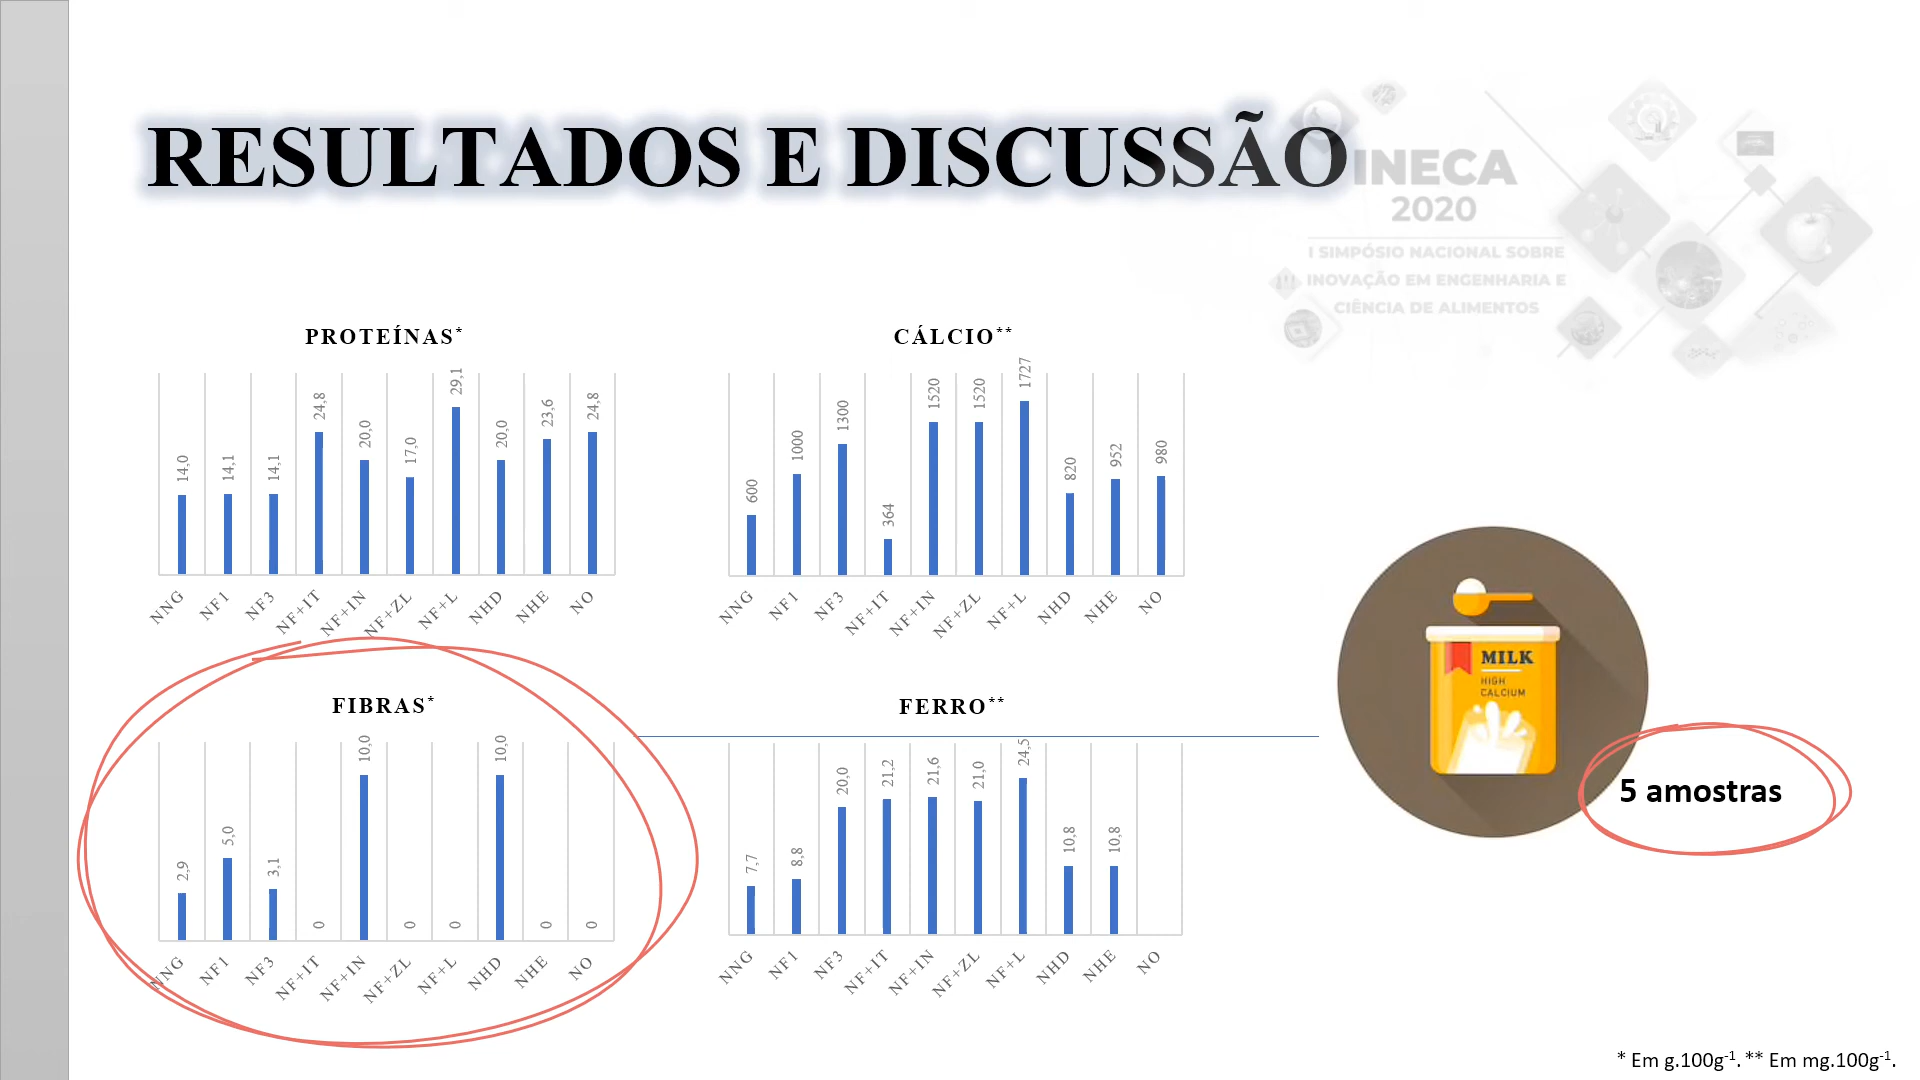 RESULTADOS E DISCUSSÃO
INECA
2020
I SIMPÓSIO NACIONAL SOBRE
INOVAÇÃO EM ENGENHARIA E
CIÊNCIA DE ALIMENTOS
PROTEÍNAS*
14,0 14,1 14,1 24,8 20,0 17,0 29,1 20,0 23,6 24,8
NNG NF1 NF3 NF+IT NF+IN NF+ZL NF+L NHD NHE NO
CÁLCIO**
600 1000 1300 364 1520 1520 1727 820 952 980
NNG NF1 NF3 NF+IT NF+IN NF+ZL NF+L NHD NHE NO
FIBRAS*
2,9 5,0 3,1 0 10,0 0 0 10,0 0 0
NNG NF1 NF3 NF+IT NF+IN NF+ZL NF+L NHD NHE NO
FERRO**
7,7 8,8 20,0 21,2 21,6 21,0 24,5 10,8 10,8
NNG NF1 NF3 NF+IT NF+IN NF+ZL NF+L NHD NHE NO
MILK
HIGH
CALCIUM
5 amostras
* Em g.100g⁻¹. ** Em mg.100g⁻¹.